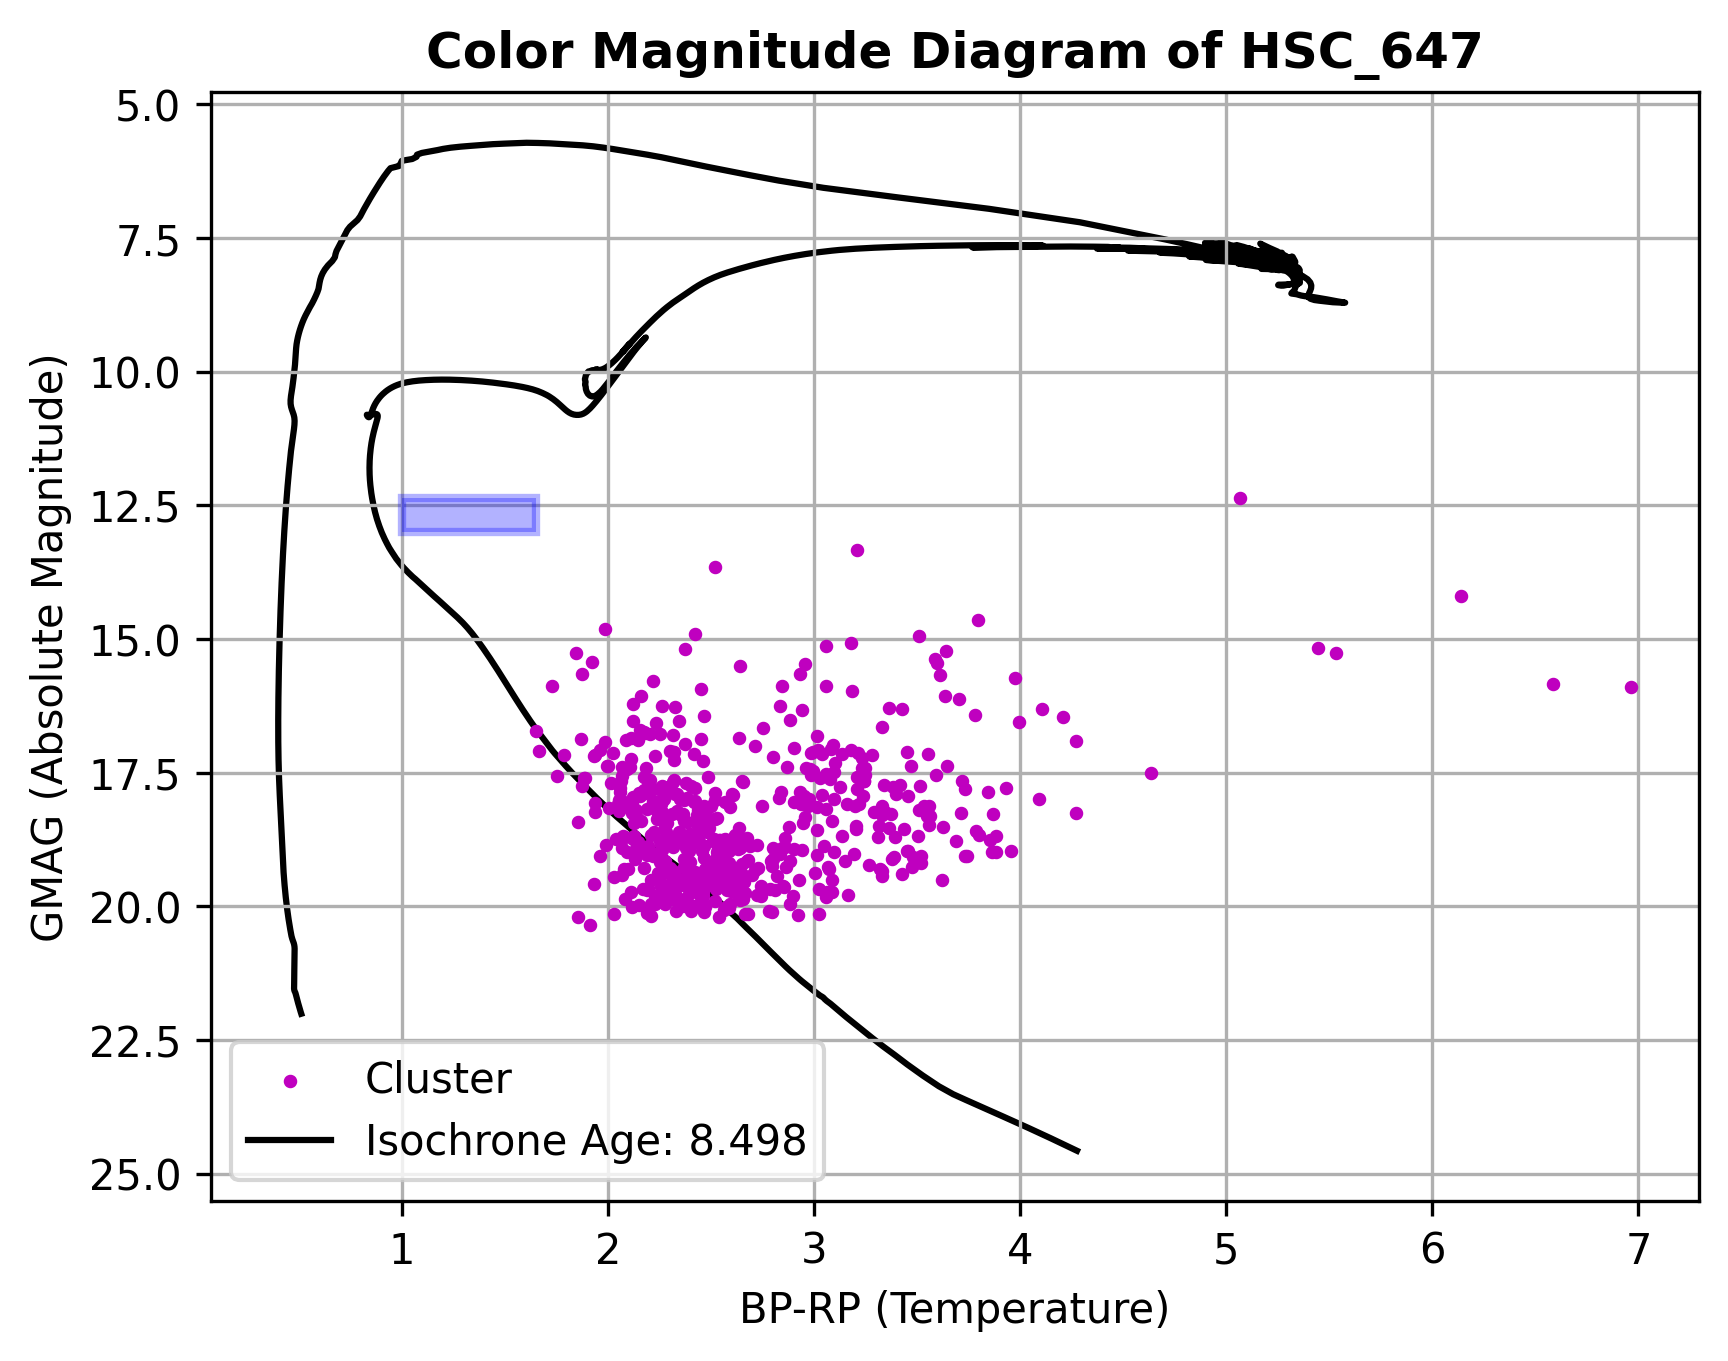 Color Magnitude Diagram of HSC_647
GMAG (Absolute Magnitude)
5.0
7.5
10.0
12.5
15.0
17.5
20.0
22.5
25.0
Cluster
Isochrone Age: 8.498
1 2 3 4 5 6 7
BP-RP (Temperature)